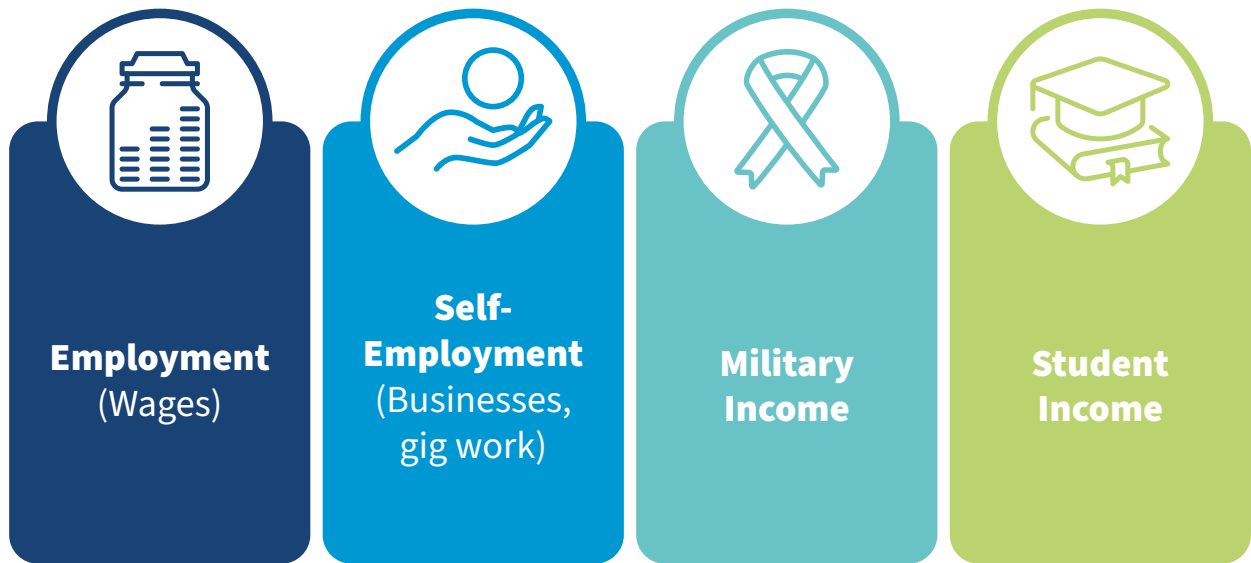 Employment
(Wages)
Self-
Employment
(Businesses,
gig work)
Military
Income
Student
Income